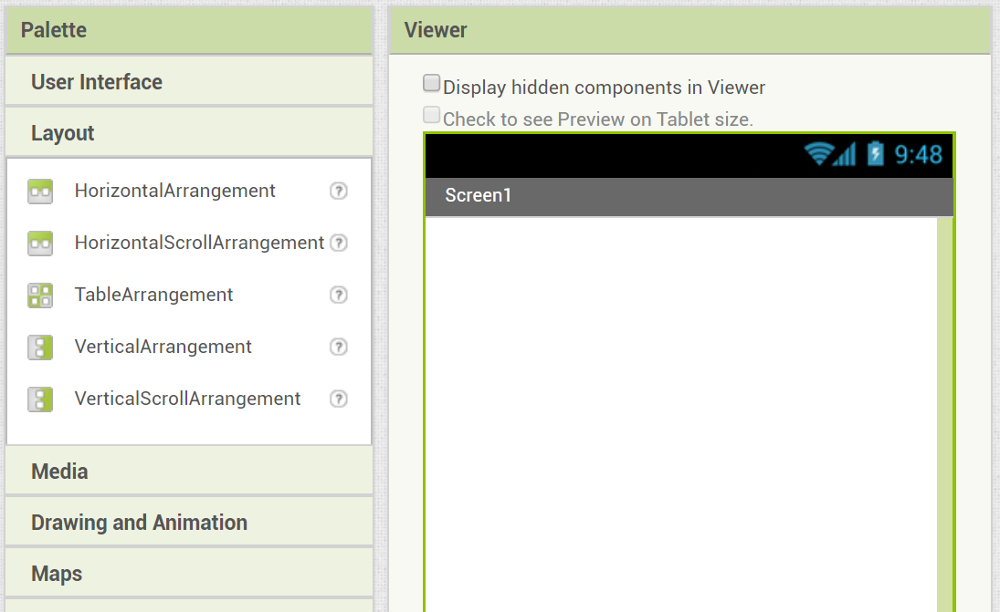 Palette
User Interface
Layout
HorizontalArrangement ?
HorizontalScrollArrangement ?
TableArrangement ?
VerticalArrangement ?
VerticalScrollArrangement ?
Media
Drawing and Animation
Maps
Viewer
Display hidden components in Viewer
Check to see Preview on Tablet size.
9:48
Screen1